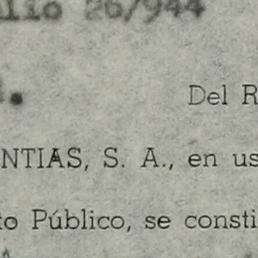 lio 26/944
Del R
NTIAS, S. A., en us
to Público, se consti